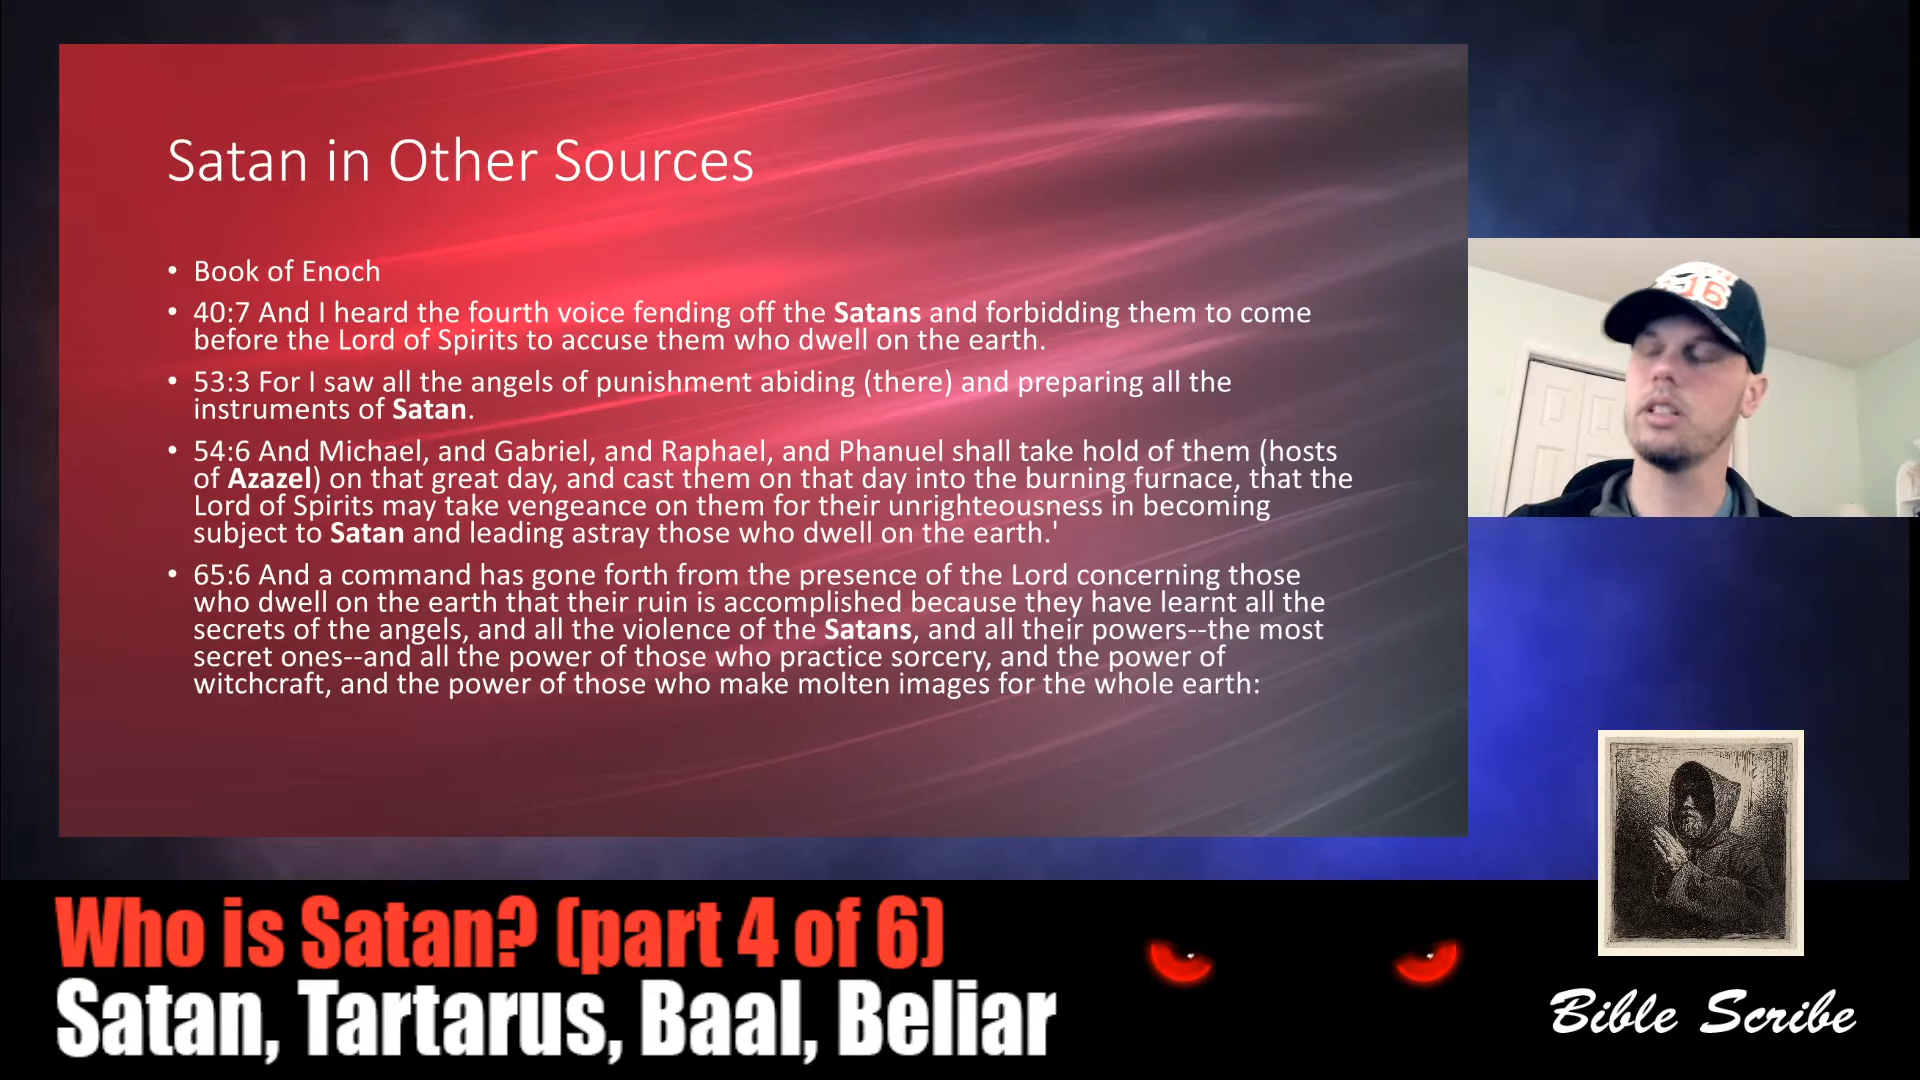 Satan in Other Sources
• Book of Enoch
• 40:7 And I heard the fourth voice fending off the Satans and forbidding them to come
before the Lord of Spirits to accuse them who dwell on the earth.
• 53:3 For I saw all the angels of punishment abiding (there) and preparing all the
instruments of Satan.
• 54:6 And Michael, and Gabriel, and Raphael, and Phanuel shall take hold of them (hosts
of Azazel) on that great day, and cast them on that day into the burning furnace, that the
Lord of Spirits may take vengeance on them for their unrighteousness in becoming
subject to Satan and leading astray those who dwell on the earth.'
• 65:6 And a command has gone forth from the presence of the Lord concerning those
who dwell on the earth that their ruin is accomplished because they have learnt all the
secrets of the angels, and all the violence of the Satans, and all their powers--the most
secret ones--and all the power of those who practice sorcery, and the power of
witchcraft, and the power of those who make molten images for the whole earth:
16
Who is Satan? (part 4 of 6)
Satan, Tartarus, Baal, Beliar
Bible Scribe